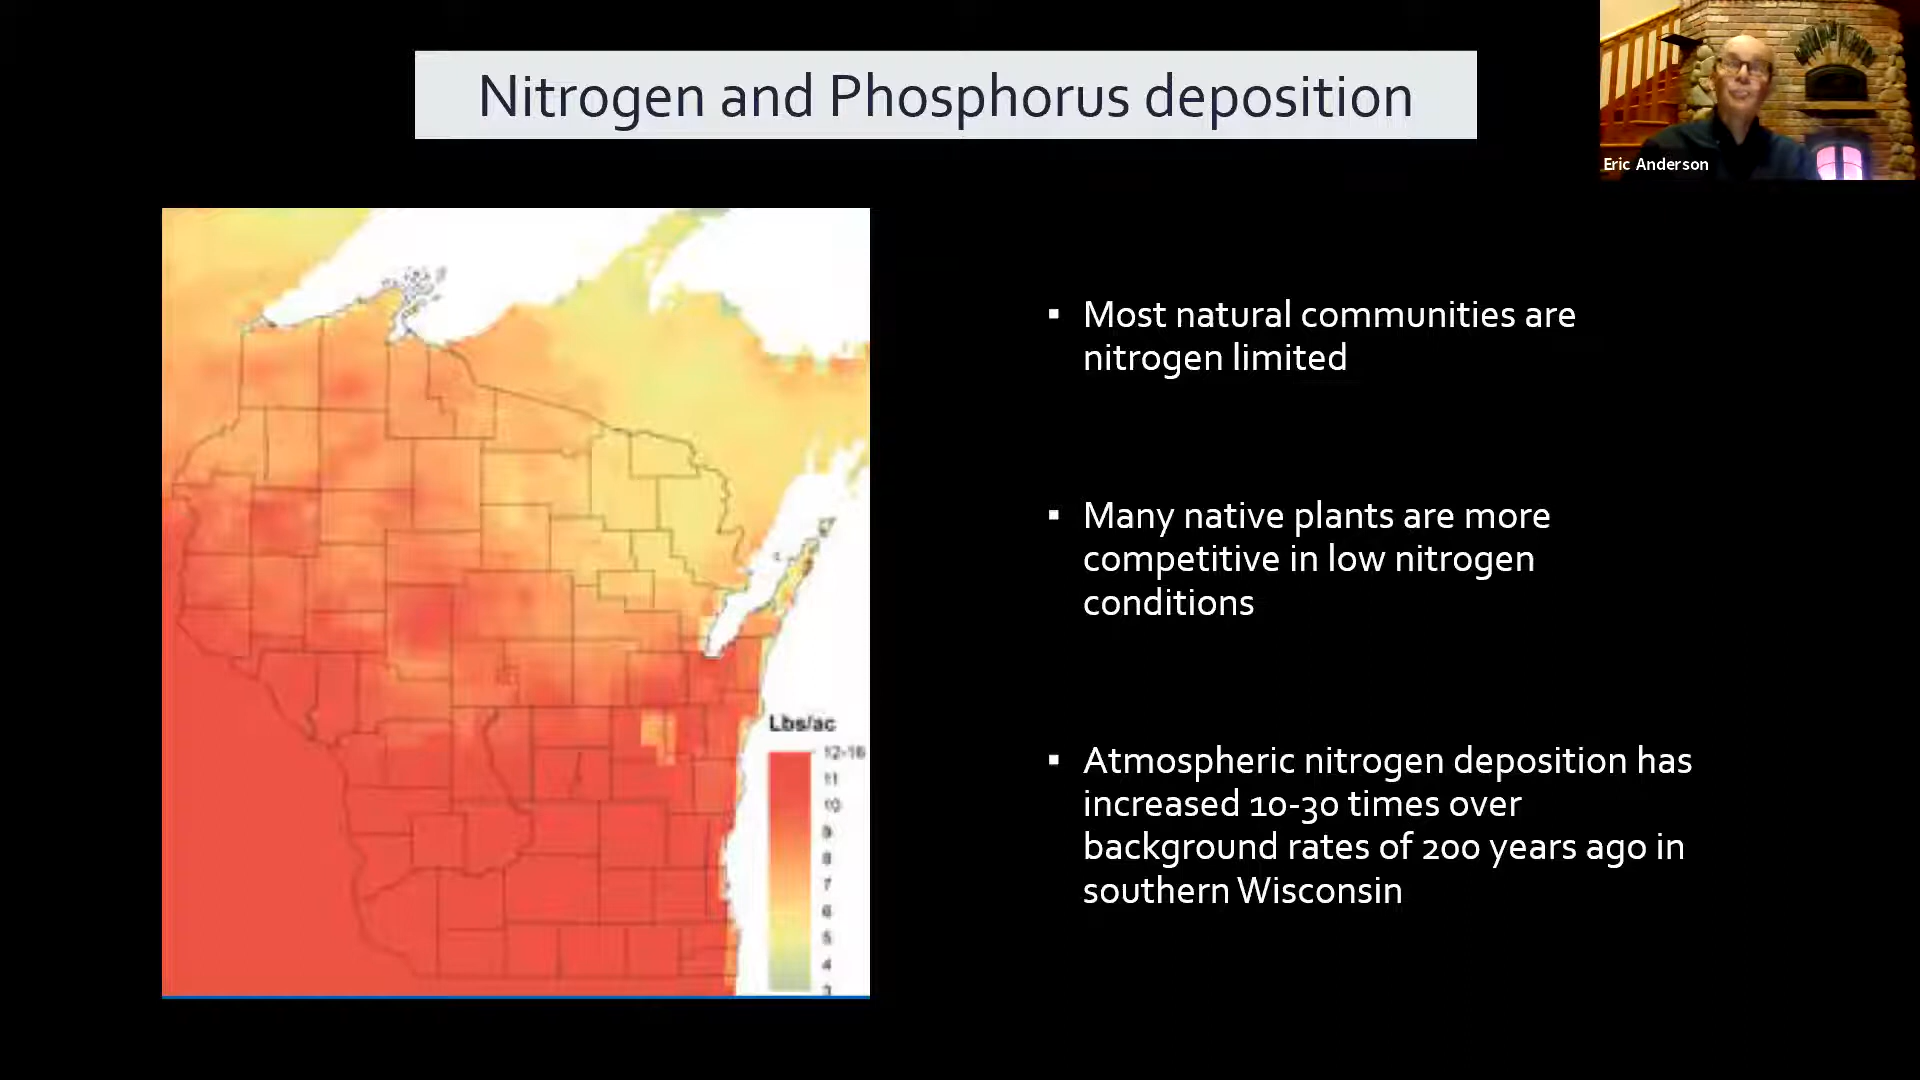 Nitrogen and Phosphorus deposition
Eric Anderson
▪ Most natural communities are
nitrogen limited
▪ Many native plants are more
competitive in low nitrogen
conditions
▪ Atmospheric nitrogen deposition has
increased 10-30 times over
background rates of 200 years ago in
southern Wisconsin
Lbs/ac
12-16
11
10
9
8
7
6
5
4
3